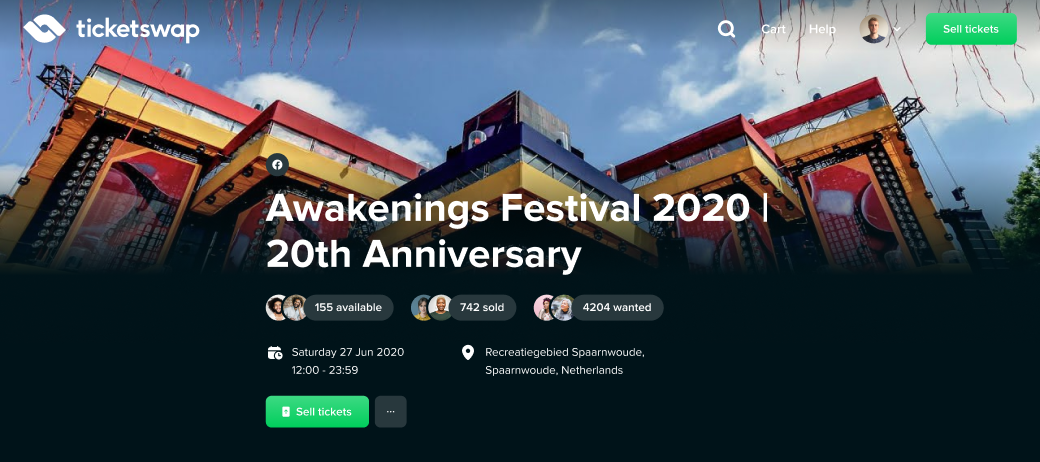 ticketswap
Cart
Help
Sell tickets
Awakenings Festival 2020 |
20th Anniversary
155 available
742 sold
4204 wanted
Saturday 27 Jun 2020
12:00 - 23:59
Recreatiegebied Spaarnwoude,
Spaarnwoude, Netherlands
Sell tickets
...